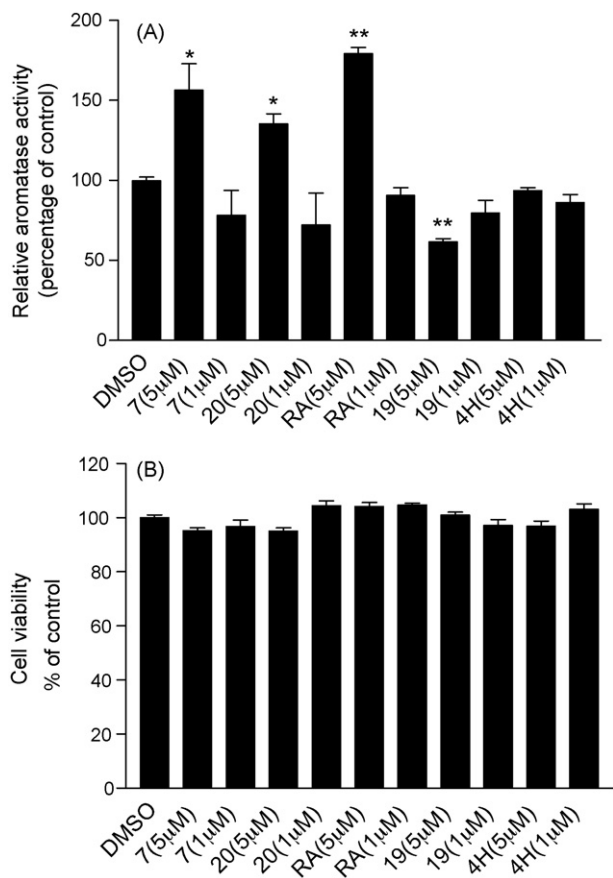 (A)
Relative aromatase activity
(percentage of control)
200
150
100
50
0
*
*
**
**
DMSO
7(5μM)
7(1μM)
20(5μM)
20(1μM)
RA(5μM)
RA(1μM)
19(5μM)
19(1μM)
4H(5μM)
4H(1μM)
(B)
Cell viability
% of control
120
100
80
60
40
20
0
DMSO
7(5μM)
7(1μM)
20(5μM)
20(1μM)
RA(5μM)
RA(1μM)
19(5μM)
19(1μM)
4H(5μM)
4H(1μM)